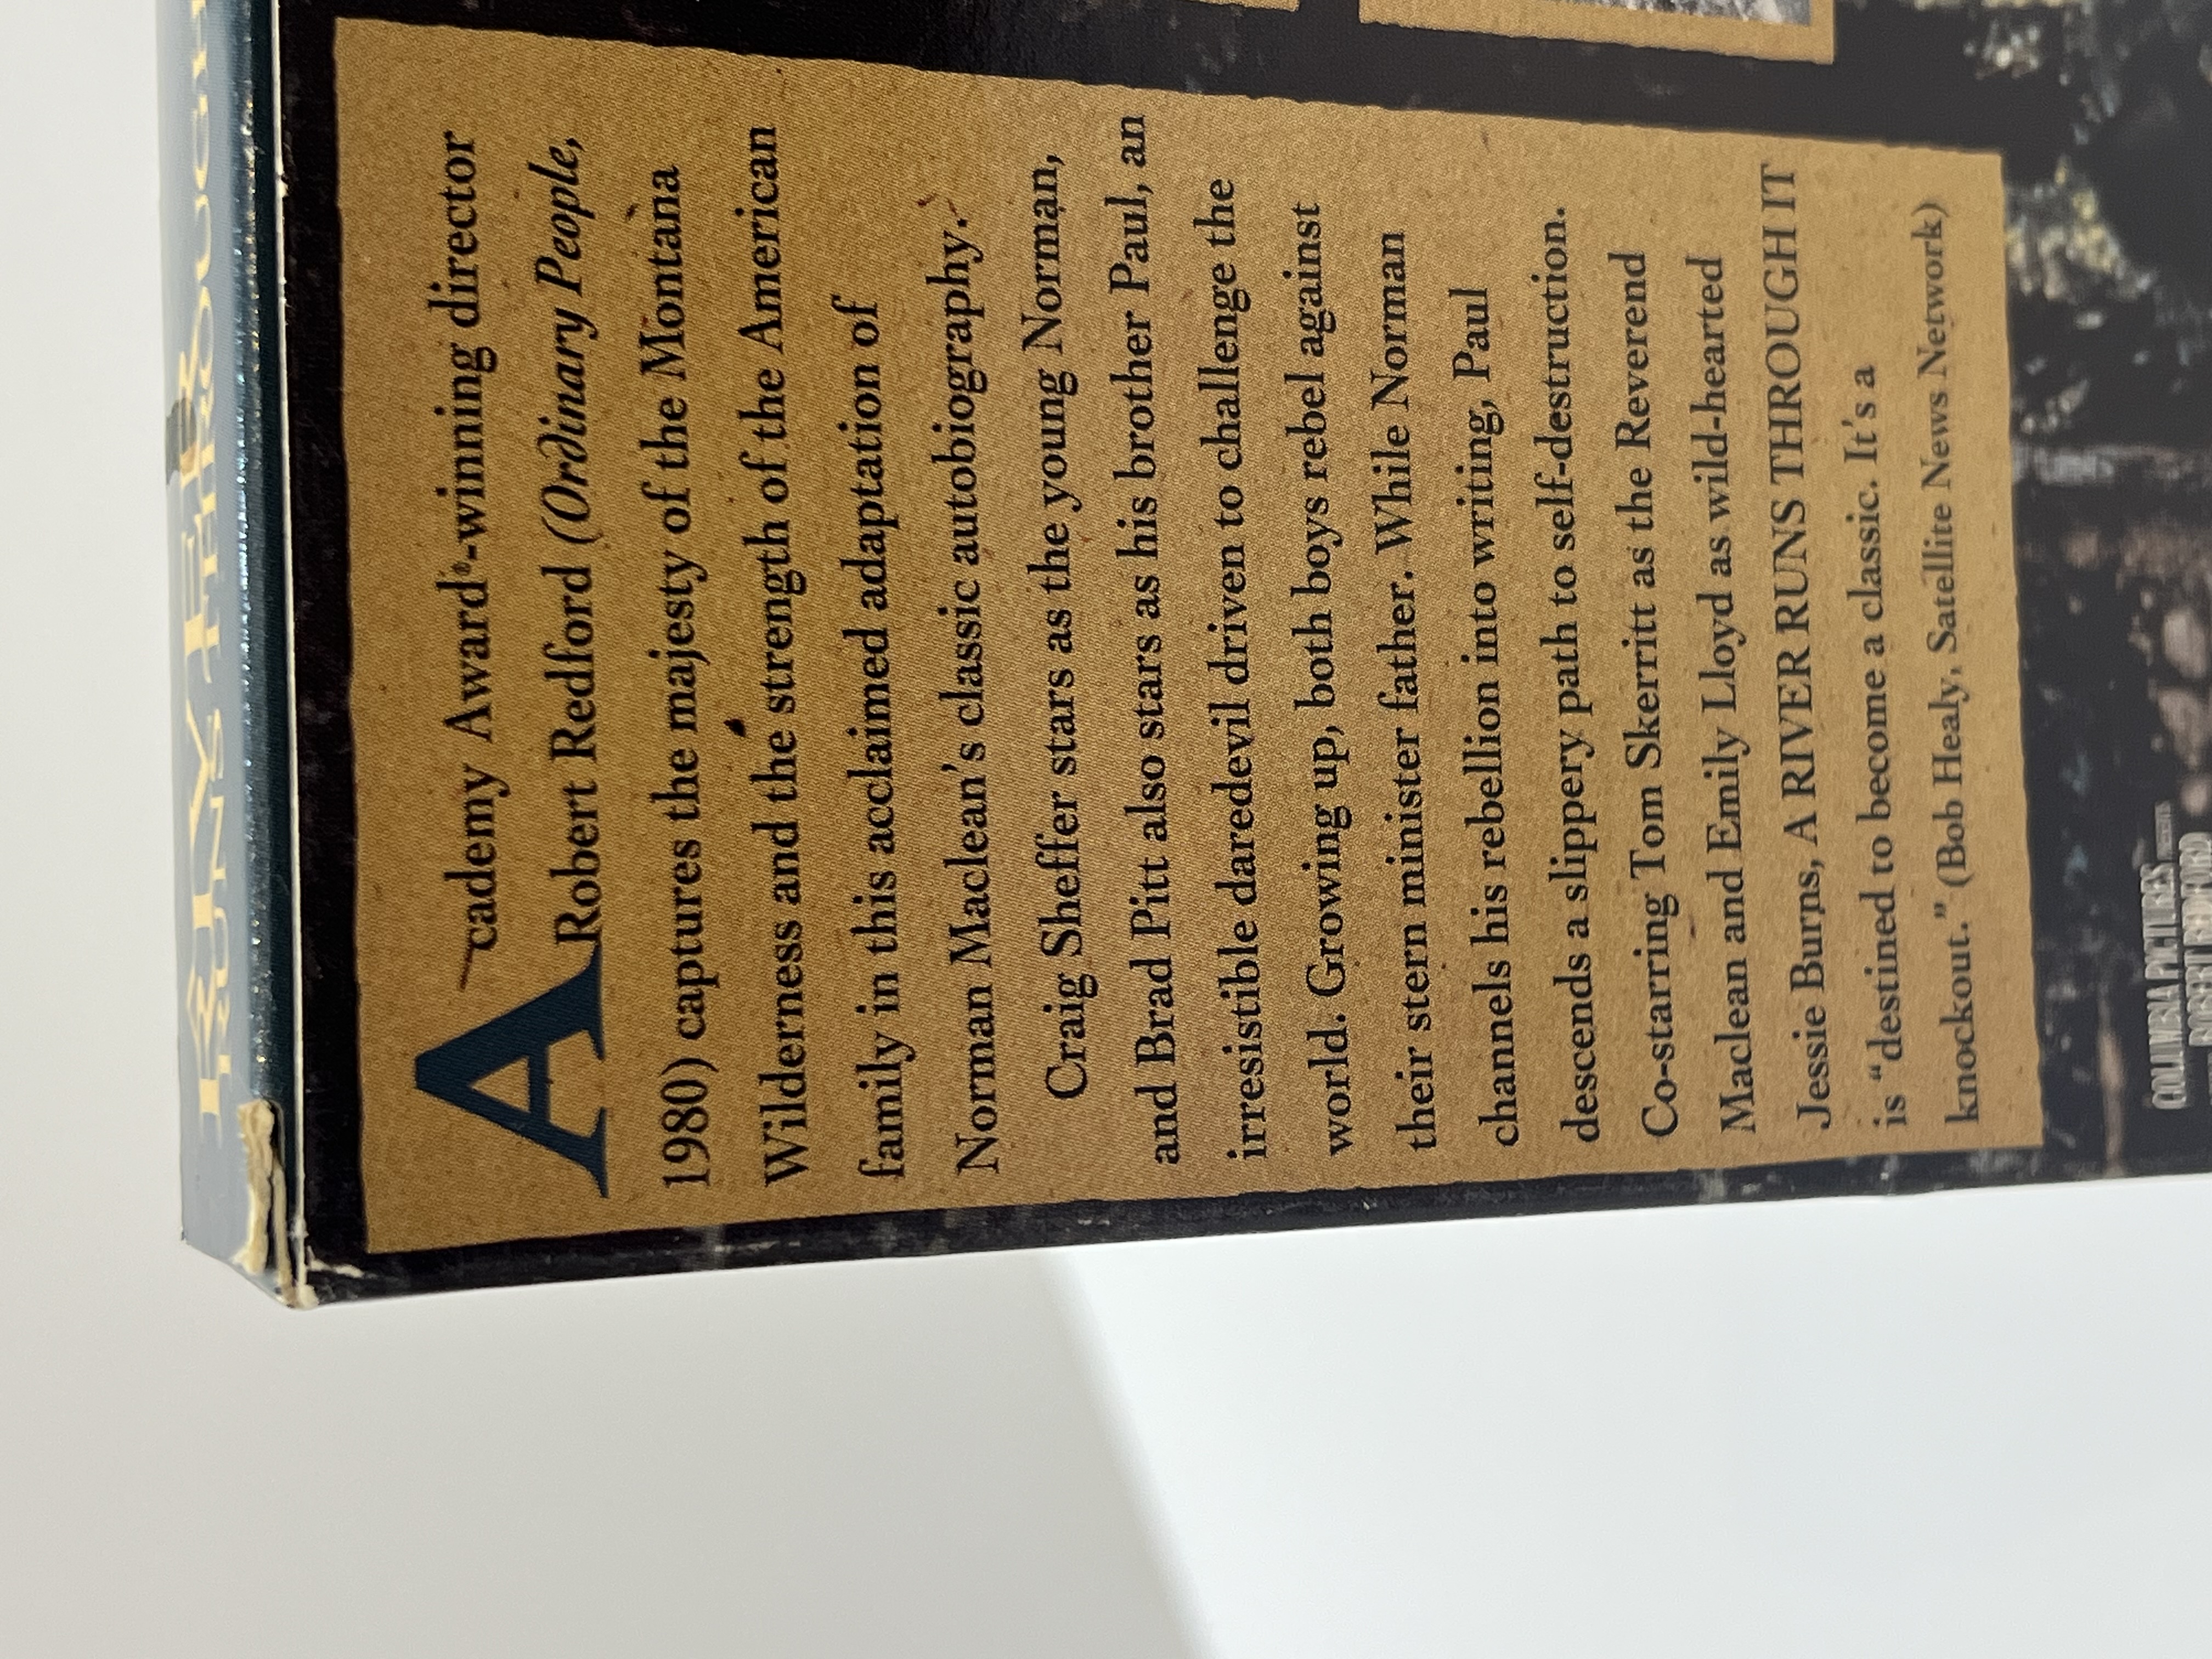 A RIVER
RUNS THROUGH
Academy Award®-winning director
Robert Redford (Ordinary People,
1980) captures the majesty of the Montana
Wilderness and the strength of the American
family in this acclaimed adaptation of
Norman Maclean's classic autobiography.
Craig Sheffer stars as the young Norman,
and Brad Pitt also stars as his brother Paul, an
irresistible daredevil driven to challenge the
world. Growing up, both boys rebel against
their stern minister father. While Norman
channels his rebellion into writing, Paul
descends a slippery path to self-destruction.
Co-starring Tom Skerritt as the Reverend
Maclean and Emily Lloyd as wild-hearted
Jessie Burns, A RIVER RUNS THROUGH IT
is “destined to become a classic. It's a
knockout.” (Bob Healy, Satellite News Network)
COLUMBIA PICTURES PRESENTS
ROBERT REDFORD